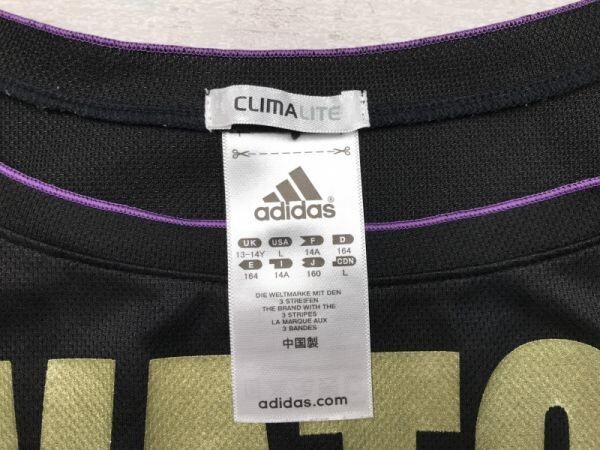 CLIMALITE
adidas
UK USA F D
13-14Y L 14A 164
E I J CDN
164 14A 160 L
DIE WELTMARKE MIT DEN
3 STREIFEN
THE BRAND WITH THE
3 STRIPES
LA MARQUE AUX
3 BANDES
中国製
adidas.com